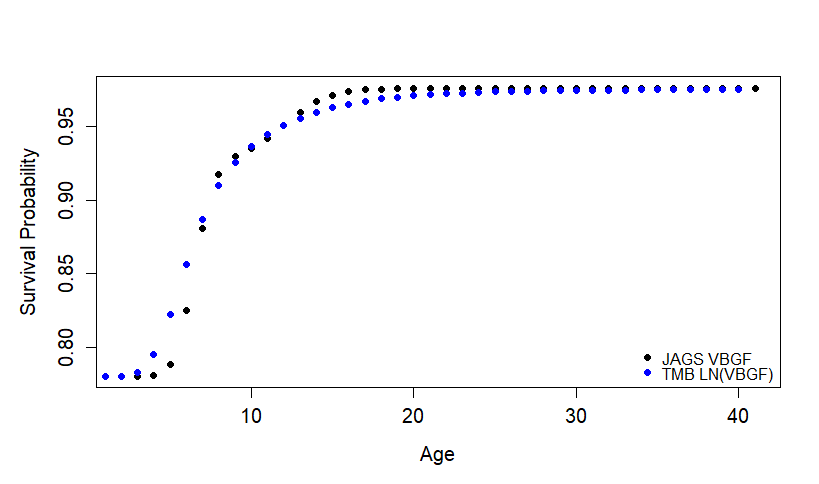 Survival Probability
0.95
0.90
0.85
0.80
JAGS VBGF
TMB LN(VBGF)
10 20 30 40
Age